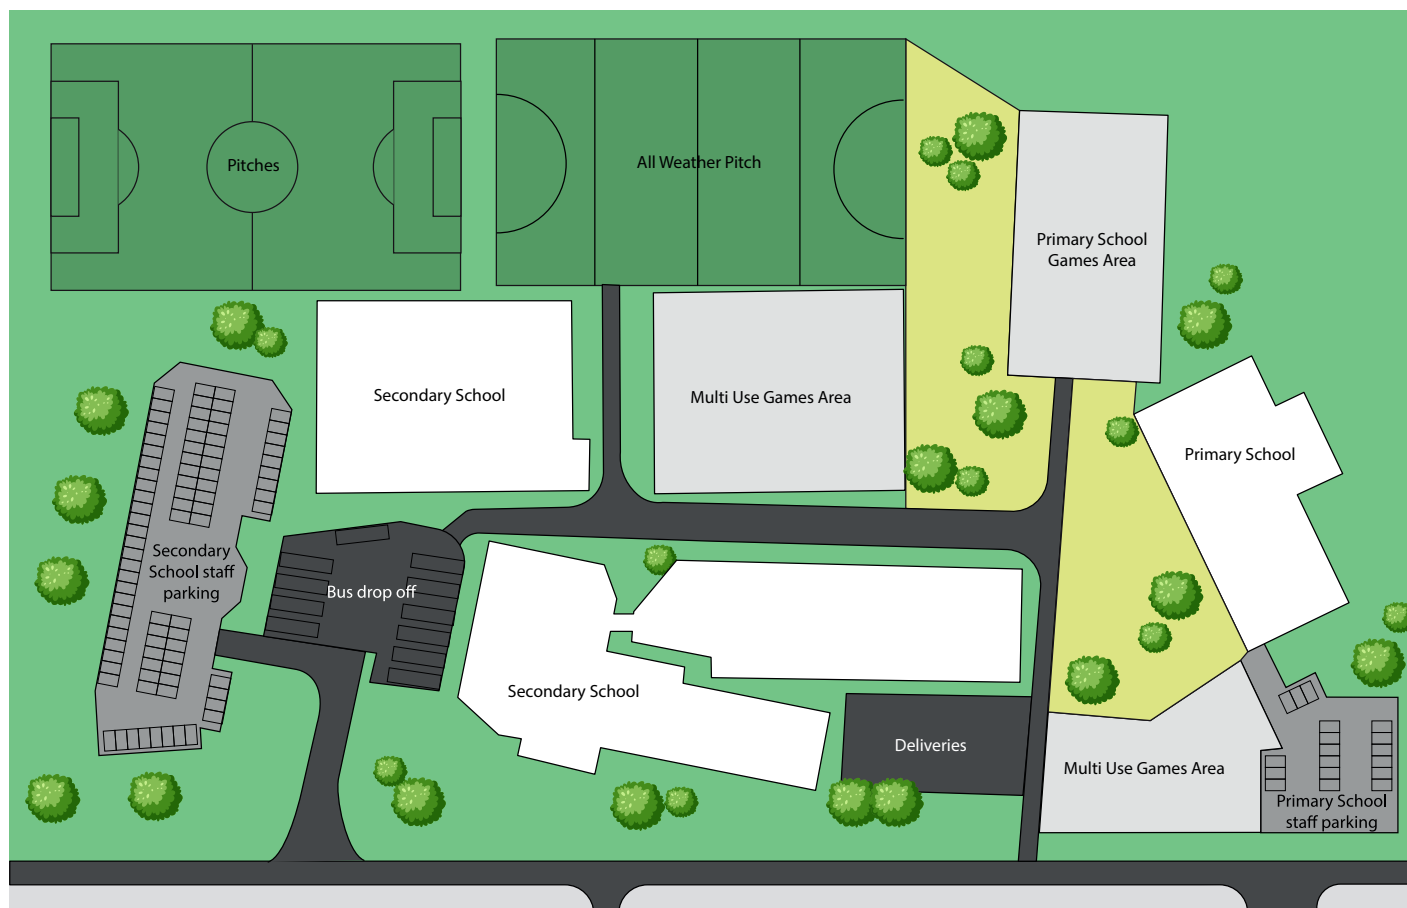 Pitches
All Weather Pitch
Primary School
Games Area
Secondary School
Multi Use Games Area
Primary School
Secondary
School staff
parking
Bus drop off
Secondary School
Deliveries
Multi Use Games Area
Primary School
staff parking